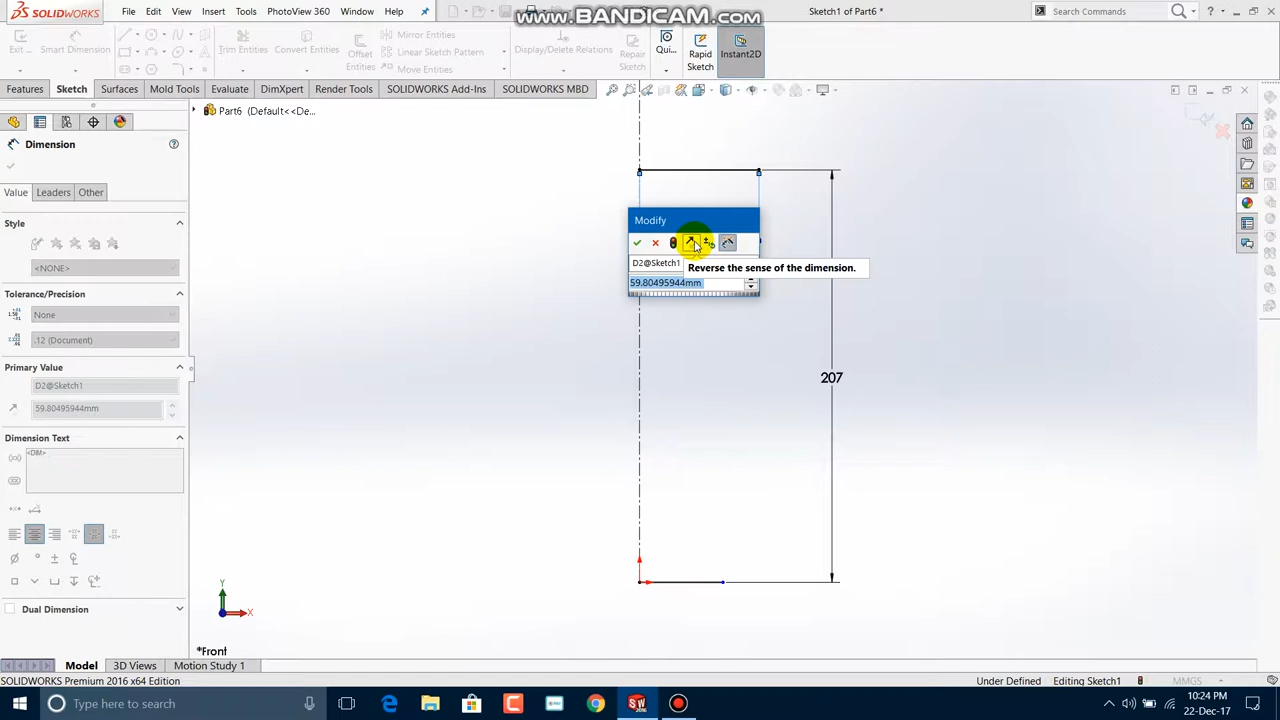 SOLIDWORKS
File Edit View Insert Tools PhotoView 360 Window Help
www.BANDICAM.com
Sketch1 of Part6 *
Search Commands
Ext... Smart Dimension
Trim Entities
Convert Entities
Offset Entities
Mirror Entities
Linear Sketch Pattern
Move Entities
Display/Delete Relations
Repair Sketch
Qui...
Rapid Sketch
Instant2D
Features Sketch Surfaces Mold Tools Evaluate DimXpert Render Tools SOLIDWORKS Add-Ins SOLIDWORKS MBD
Part6 (Default<<De...
Dimension
Value Leaders Other
Style
<NONE>
Tolerance/Precision
None
.12 (Document)
Primary Value
D2@Sketch1
59.80495944mm
Dimension Text
<DIM>
Dual Dimension
Modify
D2@Sketch1
Reverse the sense of the dimension.
59.80495944mm
207
Y
X
*Front
Model 3D Views Motion Study 1
SOLIDWORKS Premium 2016 x64 Edition
Under Defined Editing Sketch1 MMGS
Type here to search
10:24 PM
22-Dec-17